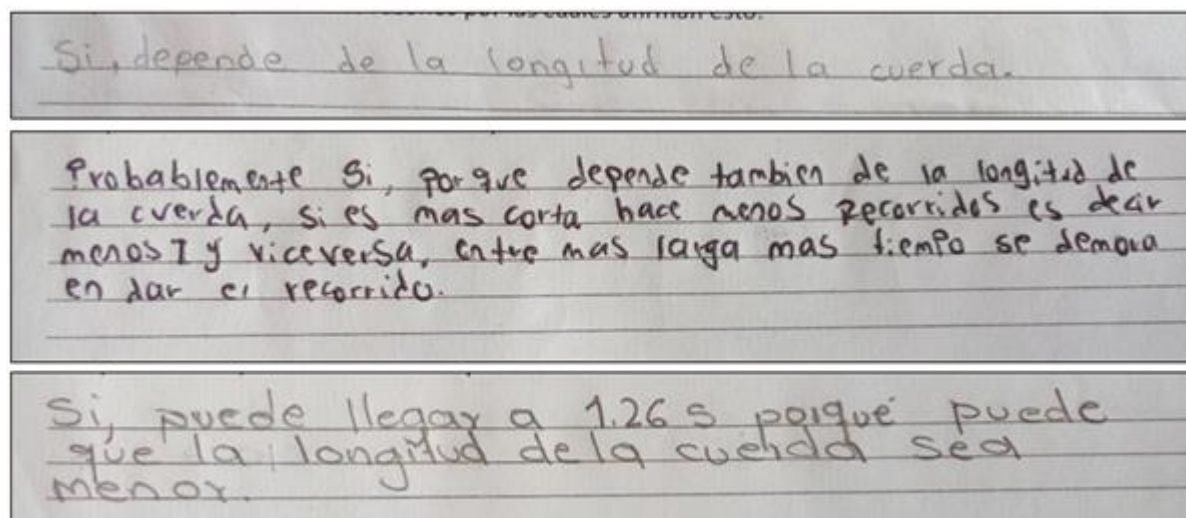 Si, depende de la longitud de la cuerda.
Probablemente Si, porque depende tambien de la longitud de
la cuerda, si es mas corta hace menos recorridos es decir
menos T y viceversa, entre mas larga mas tiempo se demora
en dar el recorrido.
Si, puede llegar a 1.26 s porqué puede
que la longitud de la cuerda sea
menor.